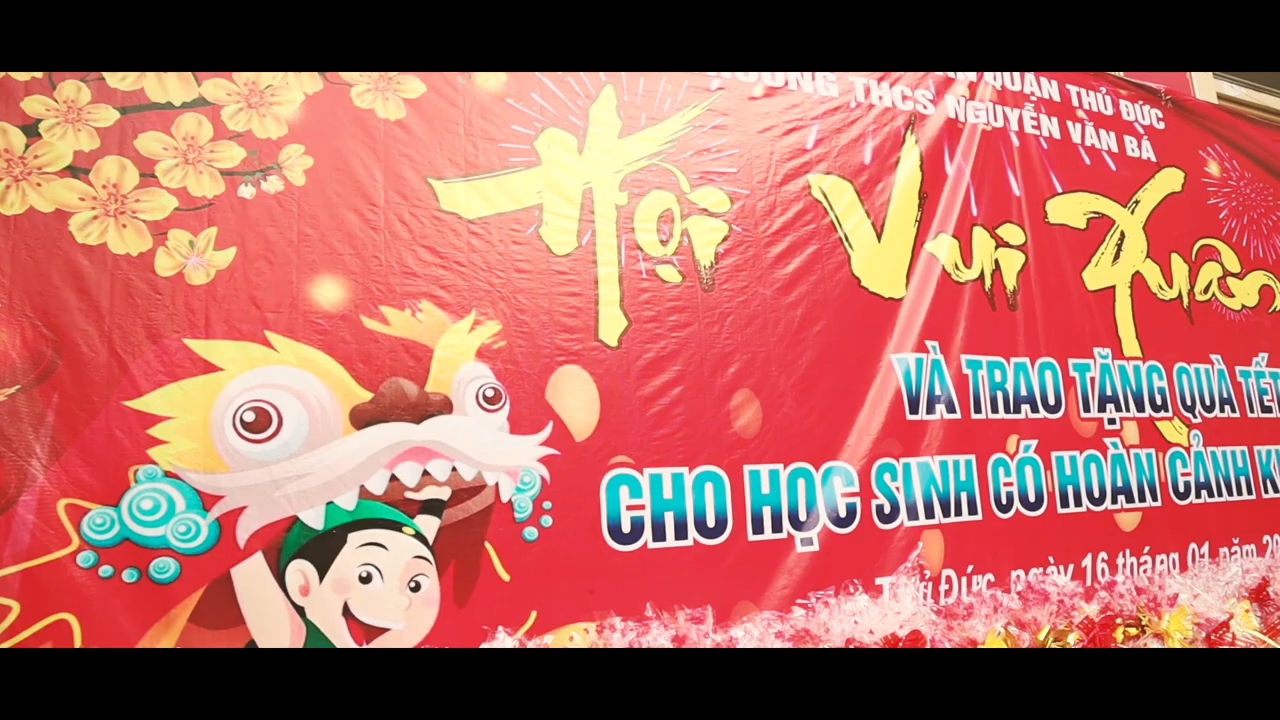 QUẬN THỦ ĐỨC
THCS NGUYỄN VĂN BÁ
Hội Vui Xuân
VÀ TRAO TẶNG QUÀ TẾT
CHO HỌC SINH CÓ HOÀN CẢNH
Thủ Đức, ngày 16 tháng 01 năm